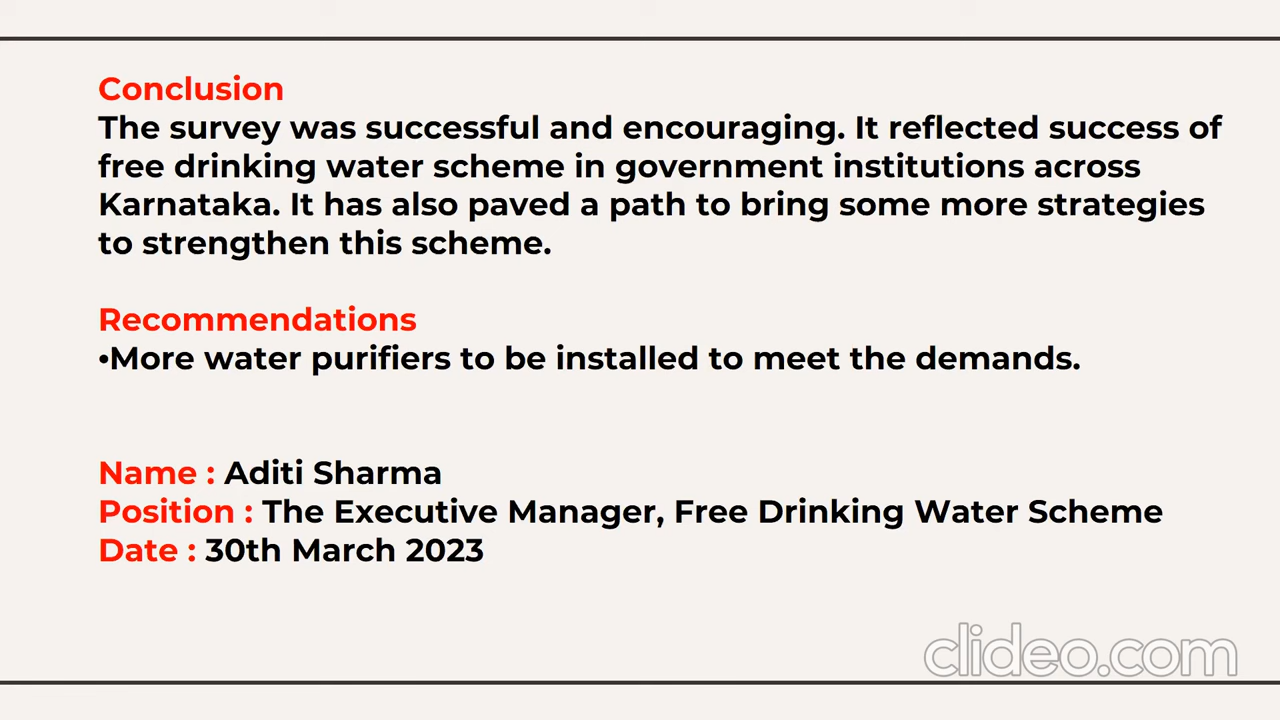 Conclusion
The survey was successful and encouraging. It reflected success of
free drinking water scheme in government institutions across
Karnataka. It has also paved a path to bring some more strategies
to strengthen this scheme.
Recommendations
•More water purifiers to be installed to meet the demands.
Name : Aditi Sharma
Position : The Executive Manager, Free Drinking Water Scheme
Date : 30th March 2023
clideo.com